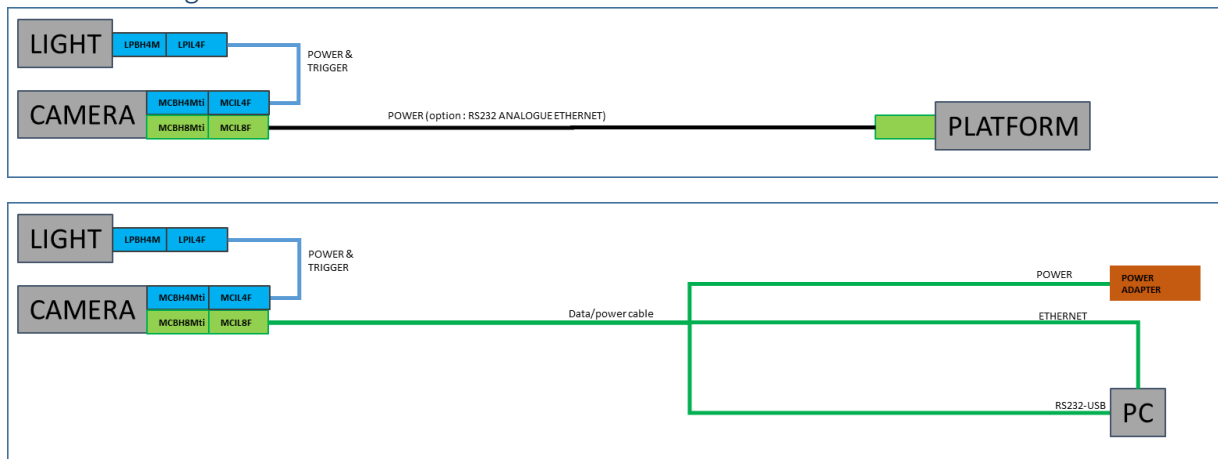 LIGHT
LPBH4M
LPIL4F
POWER &
TRIGGER
CAMERA
MCBH4Mti
MCIL4F
MCBH8Mti
MCIL8F
POWER (option : RS232 ANALOGUE ETHERNET)
PLATFORM
LIGHT
LPBH4M
LPIL4F
POWER &
TRIGGER
CAMERA
MCBH4Mti
MCIL4F
MCBH8Mti
MCIL8F
Data/power cable
POWER
POWER
ADAPTER
ETHERNET
RS232-USB
PC